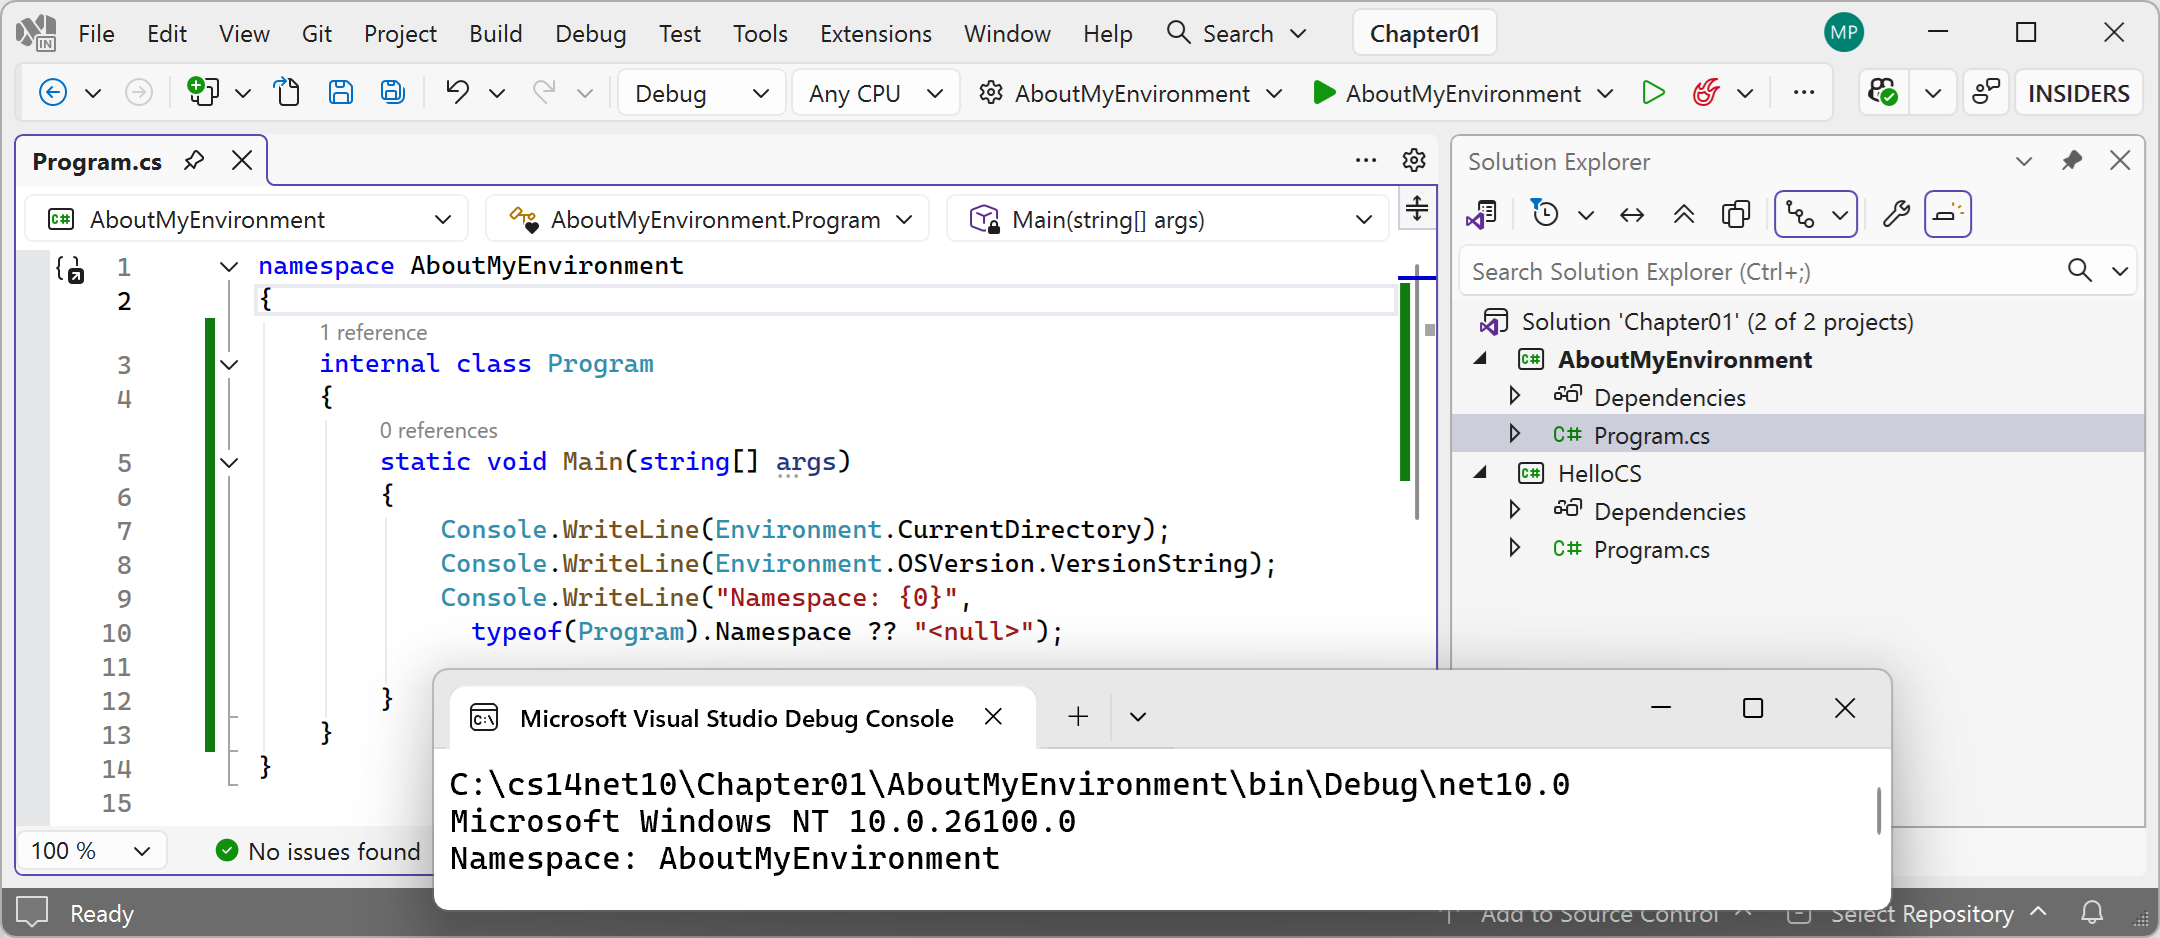 File Edit View Git Project Build Debug Test Tools Extensions Window Help Search Chapter01 MP
Debug Any CPU AboutMyEnvironment AboutMyEnvironment INSIDERS
Program.cs
AboutMyEnvironment AboutMyEnvironment.Program Main(string[] args)
1 namespace AboutMyEnvironment
2 {
1 reference
3 internal class Program
4 {
0 references
5 static void Main(string[] args)
6 {
7 Console.WriteLine(Environment.CurrentDirectory);
8 Console.WriteLine(Environment.OSVersion.VersionString);
9 Console.WriteLine("Namespace: {0}",
10 typeof(Program).Namespace ?? "<null>");
11
12 }
13 }
14 }
15
100 % No issues found
Solution Explorer
Search Solution Explorer (Ctrl+;)
Solution 'Chapter01' (2 of 2 projects)
C# AboutMyEnvironment
Dependencies
C# Program.cs
C# HelloCS
Dependencies
C# Program.cs
Microsoft Visual Studio Debug Console
C:\cs14net10\Chapter01\AboutMyEnvironment\bin\Debug\net10.0
Microsoft Windows NT 10.0.26100.0
Namespace: AboutMyEnvironment
Ready Add to Source Control Select Repository